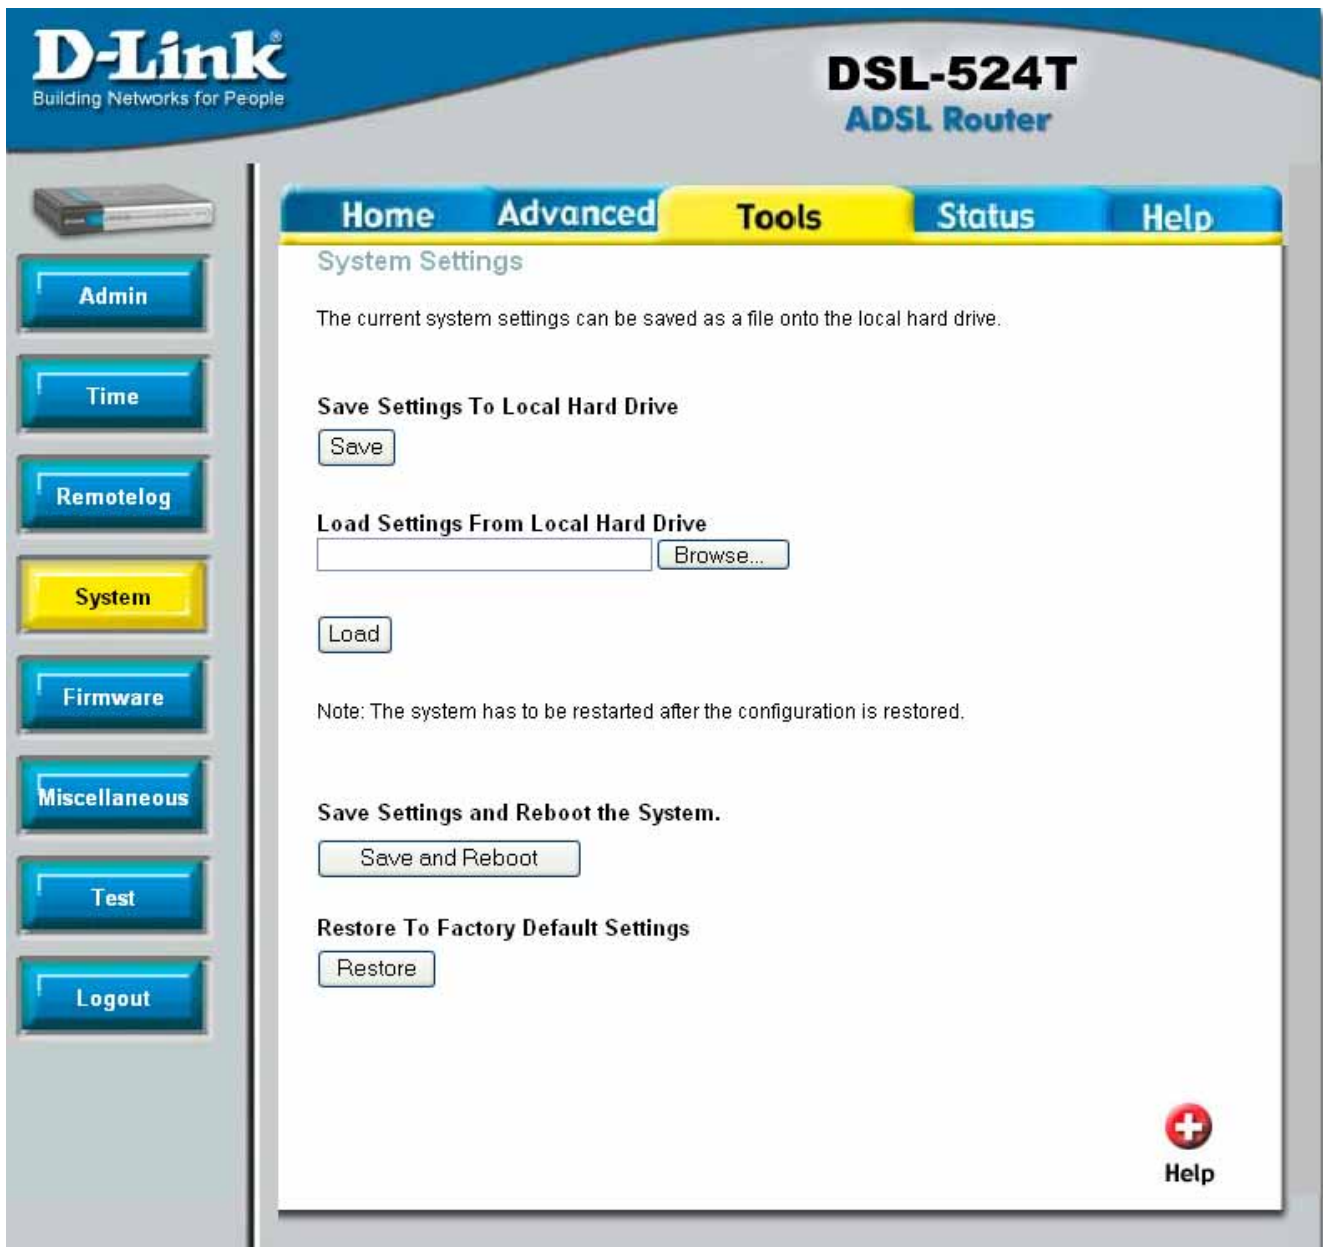 D-Link
Building Networks for People
DSL-524T
ADSL Router
Home
Advanced
Tools
Status
Help
Admin
Time
Remotelog
System
Firmware
Miscellaneous
Test
Logout
System Settings
The current system settings can be saved as a file onto the local hard drive.
Save Settings To Local Hard Drive
Save
Load Settings From Local Hard Drive
Browse...
Load
Note: The system has to be restarted after the configuration is restored.
Save Settings and Reboot the System.
Save and Reboot
Restore To Factory Default Settings
Restore
Help